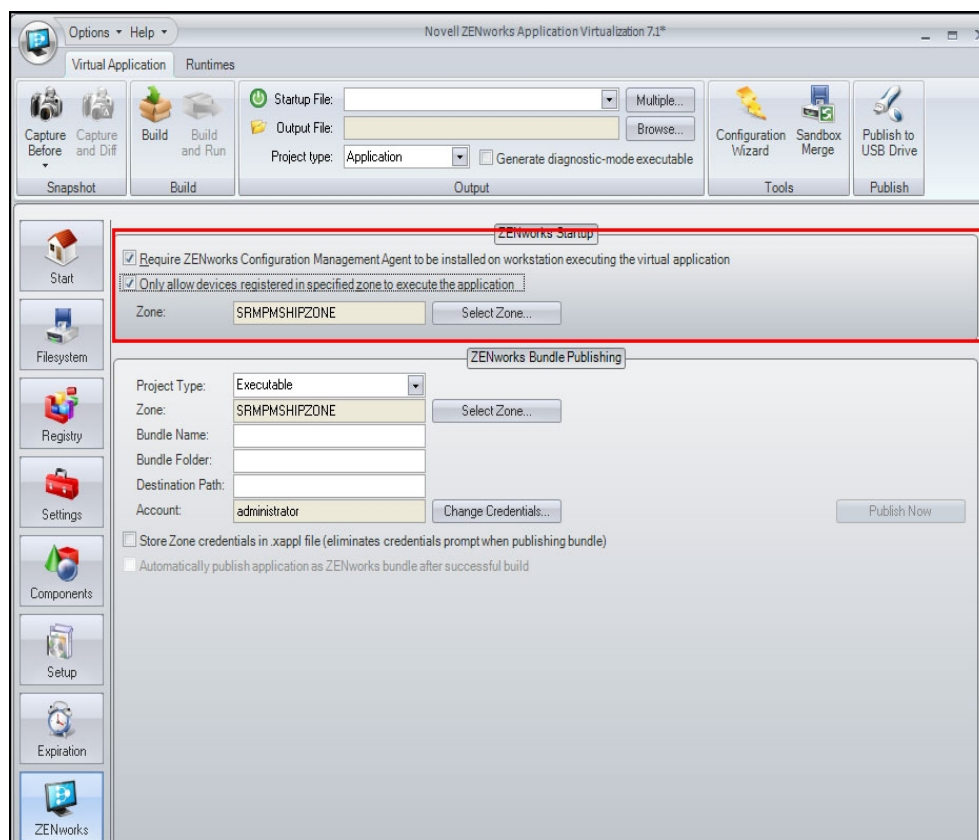 Options Help Novell ZENworks Application Virtualization 7.1*
Virtual Application Runtimes
Startup File: Multiple...
Output File: Browse...
Project type: Application Generate diagnostic-mode executable
Capture Before
Capture and Diff
Build
Build and Run
Configuration Wizard
Sandbox Merge
Publish to USB Drive
Snapshot Build Output Tools Publish
Start
Filesystem
Registry
Settings
Components
Setup
Expiration
ZENworks
ZENworks Startup
Require ZENworks Configuration Management Agent to be installed on workstation executing the virtual application
Only allow devices registered in specified zone to execute the application
Zone: SRMPMSHIPZONE Select Zone...
ZENworks Bundle Publishing
Project Type: Executable
Zone: SRMPMSHIPZONE Select Zone...
Bundle Name:
Bundle Folder:
Destination Path:
Account: administrator Change Credentials... Publish Now
Store Zone credentials in .xappl file (eliminates credentials prompt when publishing bundle)
Automatically publish application as ZENworks bundle after successful build